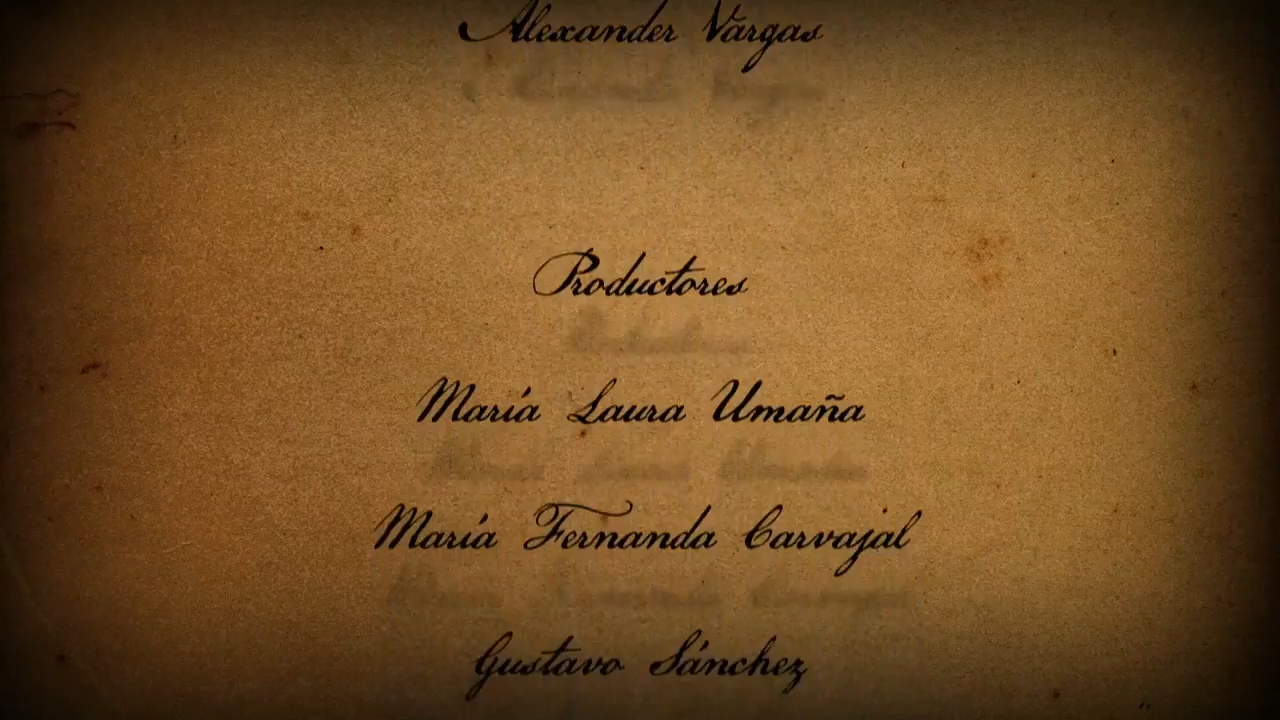 Alexander Vargas
Productores
María Laura Umaña
María Fernanda Carvajal
Gustavo Sánchez